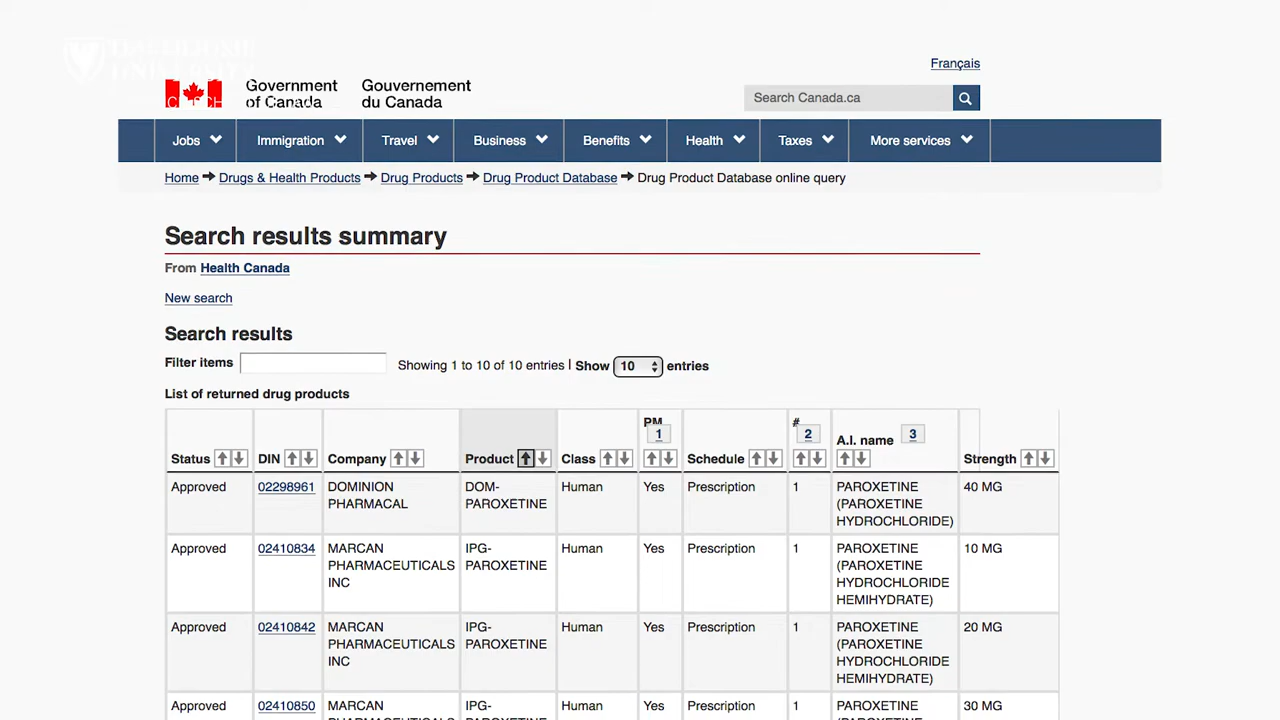 Français
Government Gouvernement
of Canada du Canada
Search Canada.ca
Jobs Immigration Travel Business Benefits Health Taxes More services
Home Drugs & Health Products Drug Products Drug Product Database Drug Product Database online query
Search results summary
From Health Canada
New search
Search results
Filter items Showing 1 to 10 of 10 entries | Show 10 entries
List of returned drug products
Status DIN Company Product Class PM 1 Schedule # 2 A.I. name 3 Strength
Approved 02298961 DOMINION DOM- Human Yes Prescription 1 PAROXETINE 40 MG
PHARMACAL PAROXETINE (PAROXETINE
HYDROCHLORIDE)
Approved 02410834 MARCAN IPG- Human Yes Prescription 1 PAROXETINE 10 MG
PHARMACEUTICALS PAROXETINE (PAROXETINE
INC HYDROCHLORIDE
HEMIHYDRATE)
Approved 02410842 MARCAN IPG- Human Yes Prescription 1 PAROXETINE 20 MG
PHARMACEUTICALS PAROXETINE (PAROXETINE
INC HYDROCHLORIDE
HEMIHYDRATE)
Approved 02410850 MARCAN IPG- Human Yes Prescription 1 PAROXETINE 30 MG